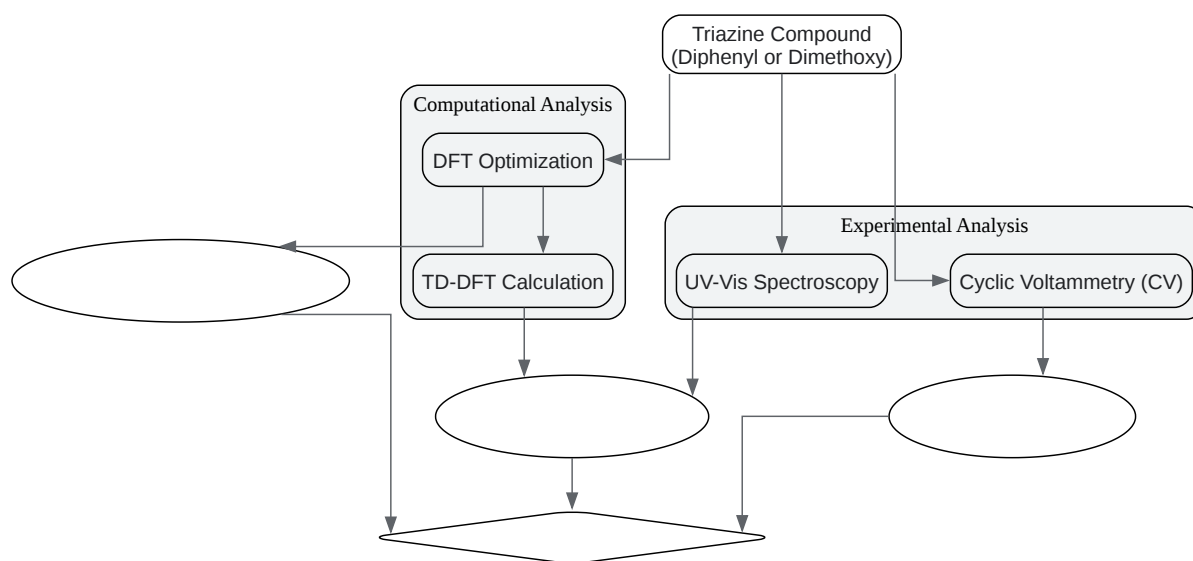 Triazine Compound
(Diphenyl or Dimethoxy)
Computational Analysis
DFT Optimization
Experimental Analysis
TD-DFT Calculation
UV-Vis Spectroscopy
Cyclic Voltammetry (CV)